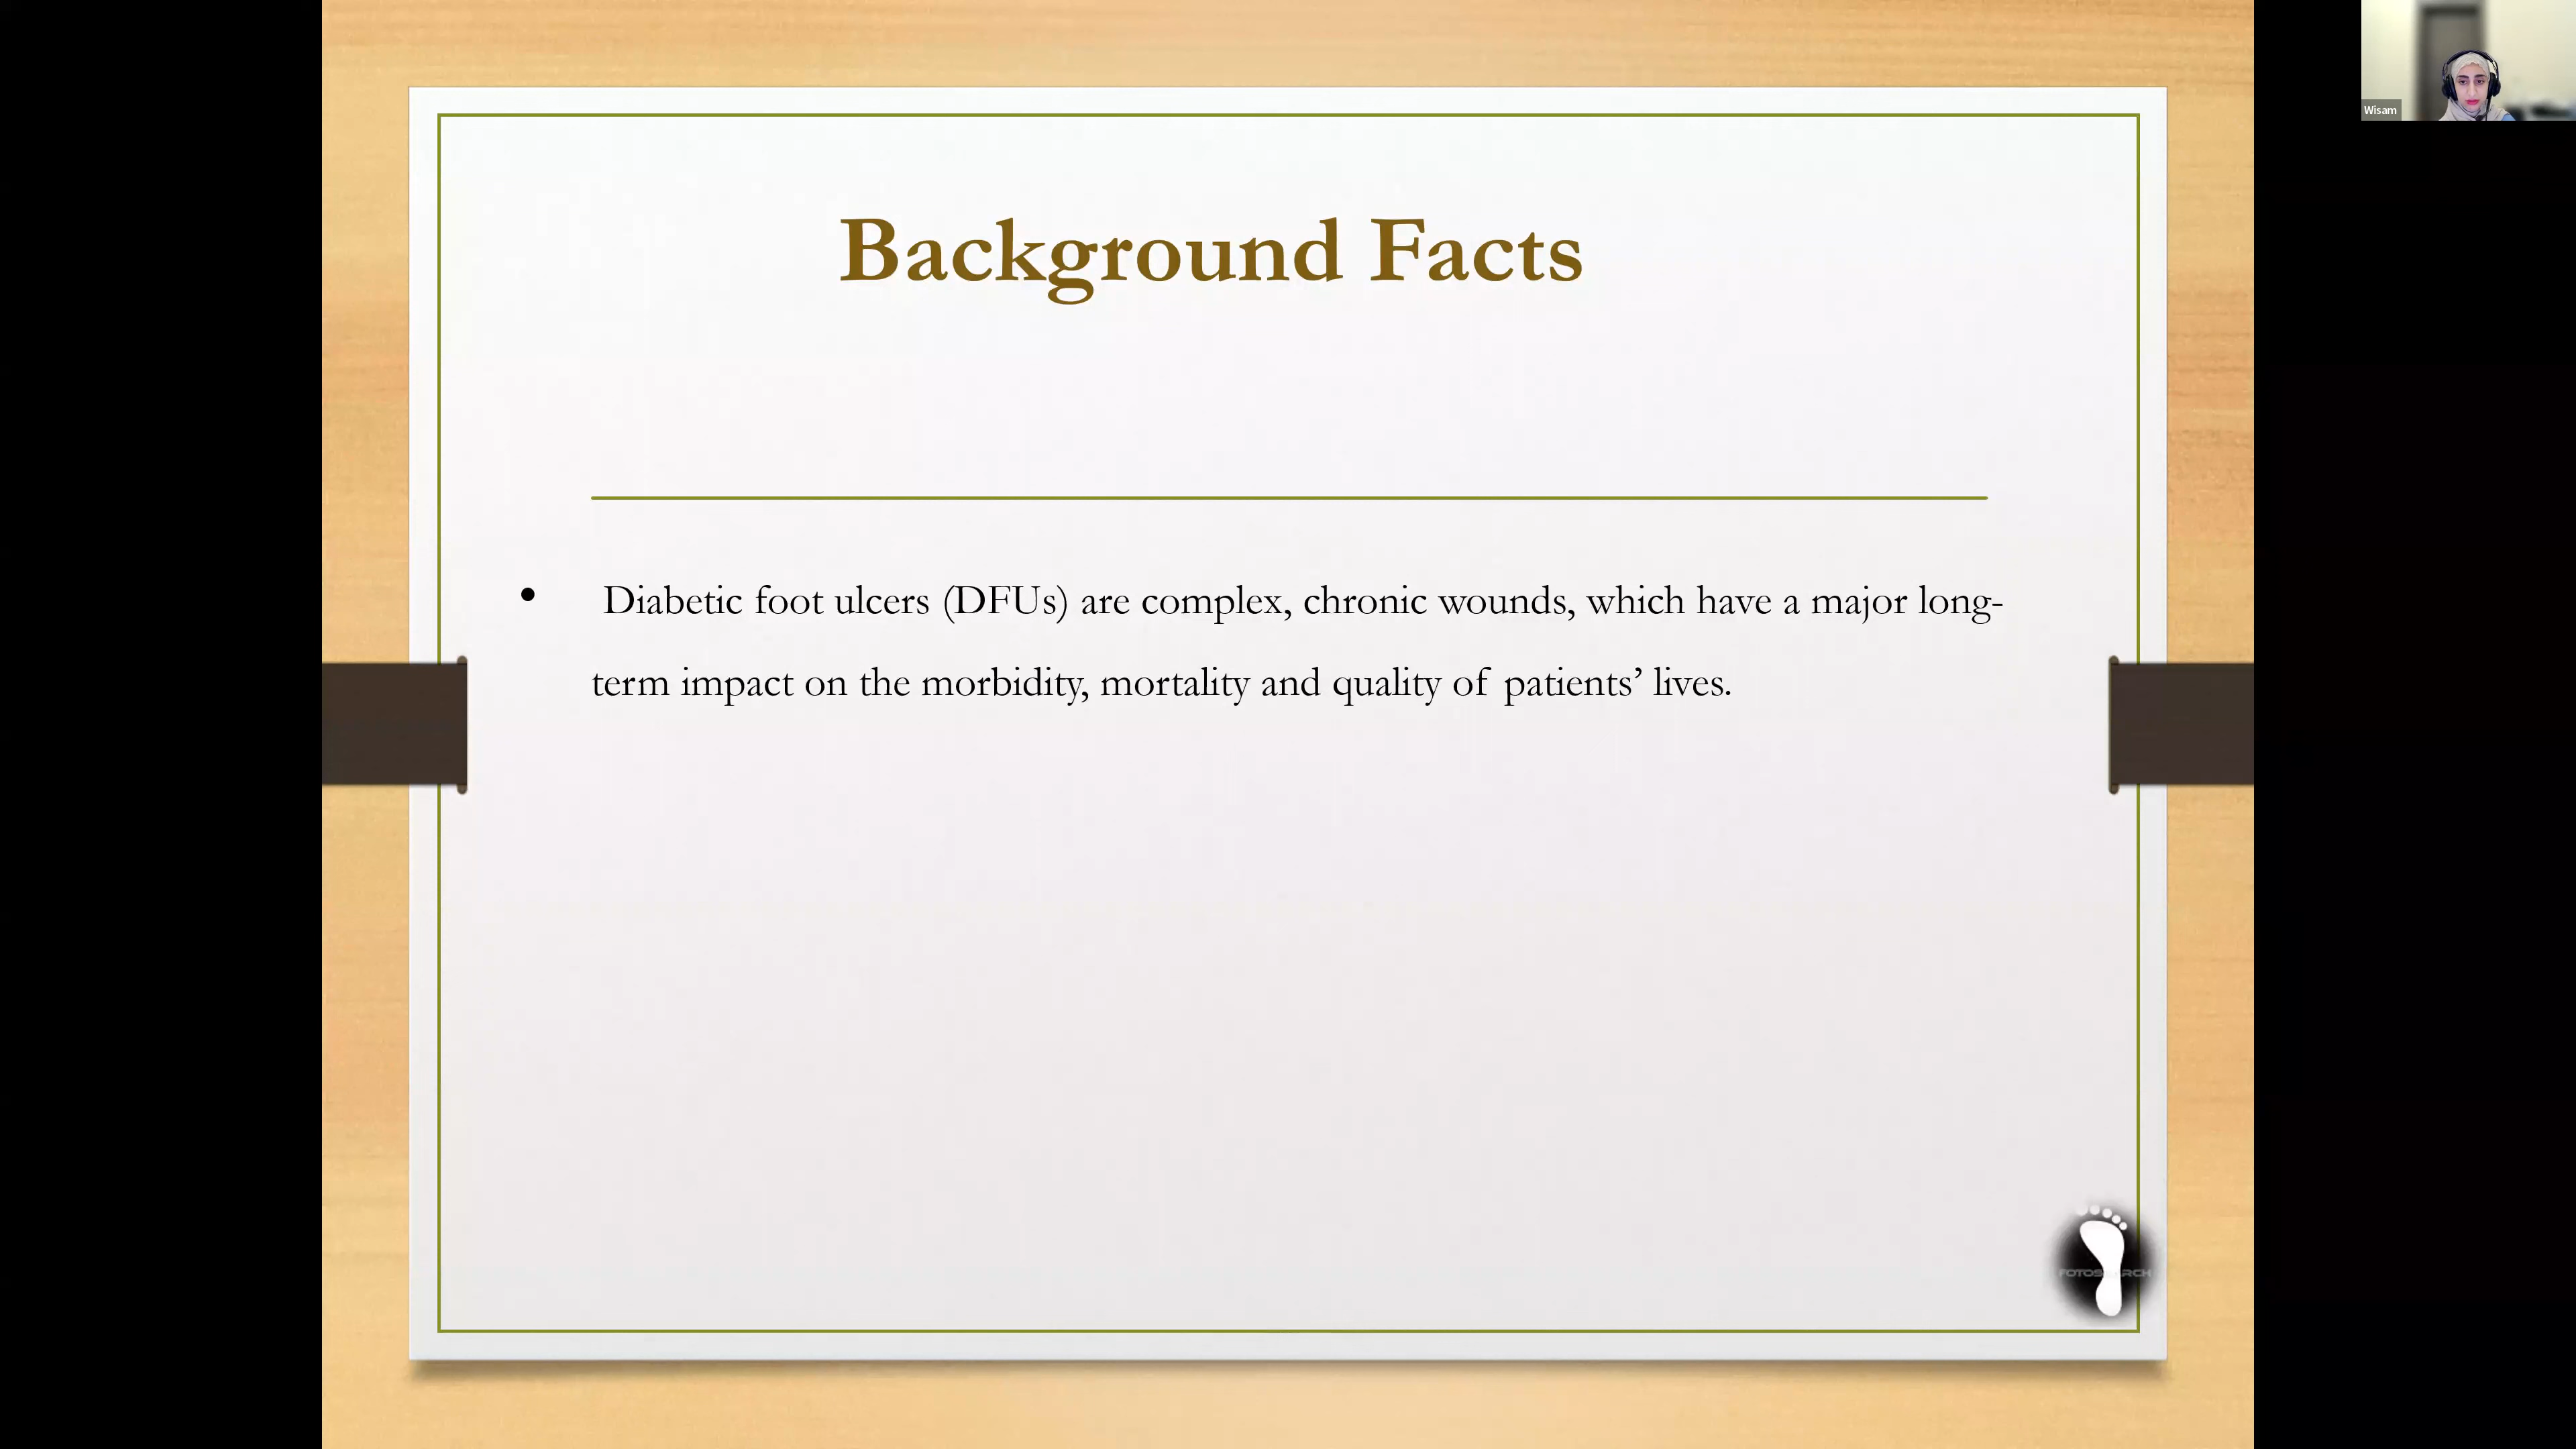 Background Facts
• Diabetic foot ulcers (DFUs) are complex, chronic wounds, which have a major long-
term impact on the morbidity, mortality and quality of patients’ lives.
Wisam